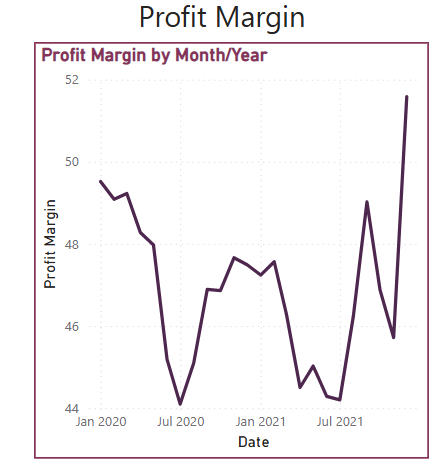 Profit Margin
Profit Margin by Month/Year
52
50
48
46
44
Profit Margin
Jan 2020 Jul 2020 Jan 2021 Jul 2021
Date